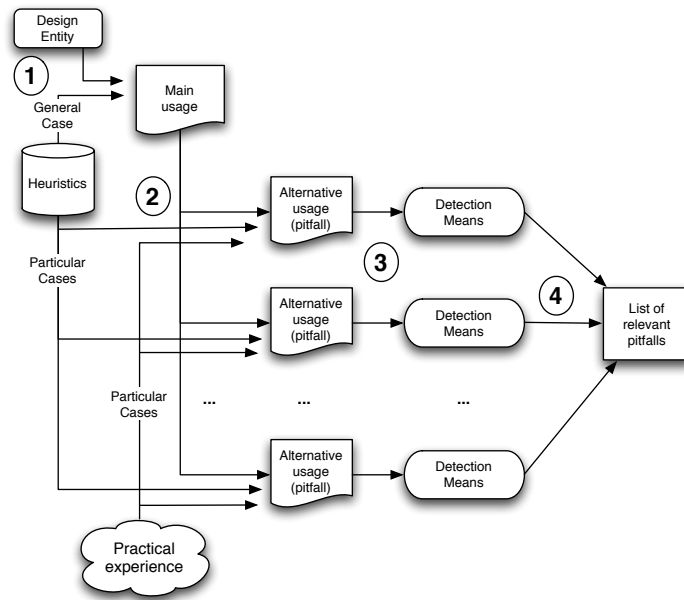 Design
Entity
1
Main
usage
General
Case
Heuristics
2
Alternative
usage
(pitfall)
Detection
Means
Particular
Cases
3
4
Alternative
usage
(pitfall)
Detection
Means
List of
relevant
pitfalls
Particular
Cases
...
...
...
Alternative
usage
(pitfall)
Detection
Means
Practical
experience